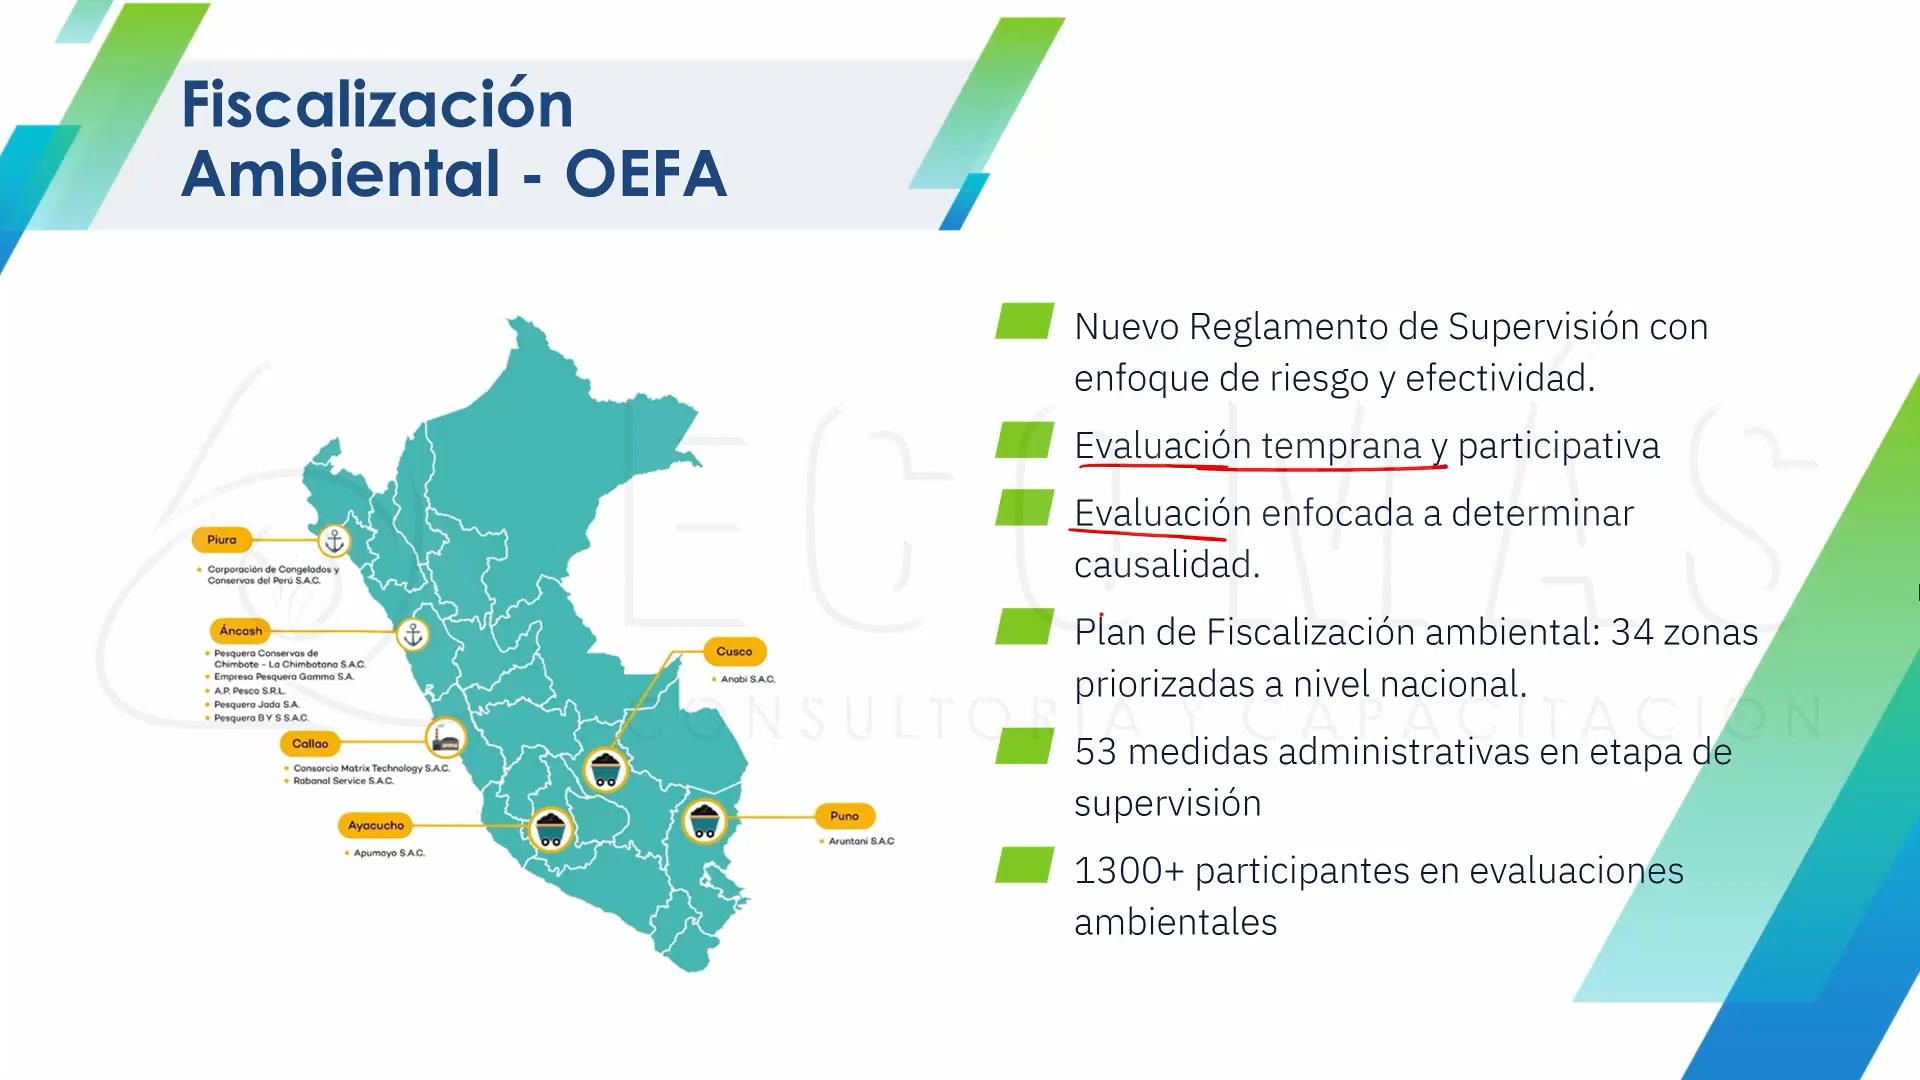 Fiscalización
Ambiental - OEFA
Nuevo Reglamento de Supervisión con
enfoque de riesgo y efectividad.
Evaluación temprana y participativa
Evaluación enfocada a determinar
causalidad.
Plan de Fiscalización ambiental: 34 zonas
priorizadas a nivel nacional.
53 medidas administrativas en etapa de
supervisión
1300+ participantes en evaluaciones
ambientales
Piura
Corporación de Congelados y
Conservas del Perú S.A.C.
Áncash
Pesquera Conservas de
Chimbote - La Chimbotana S.A.C.
Empresa Pesquera Gamma S.A.
A.P. Pesco S.R.L.
Pesquera Jada S.A.
Pesquera B Y S S.A.C.
Callao
Consorcio Matrix Technology S.A.C.
Rabanal Service S.A.C.
Ayacucho
Apumayo S.A.C.
Cusco
Anabi S.A.C.
Puno
Aruntani S.A.C
ECOMÁS
CONSULTORIA Y CAPACITACION